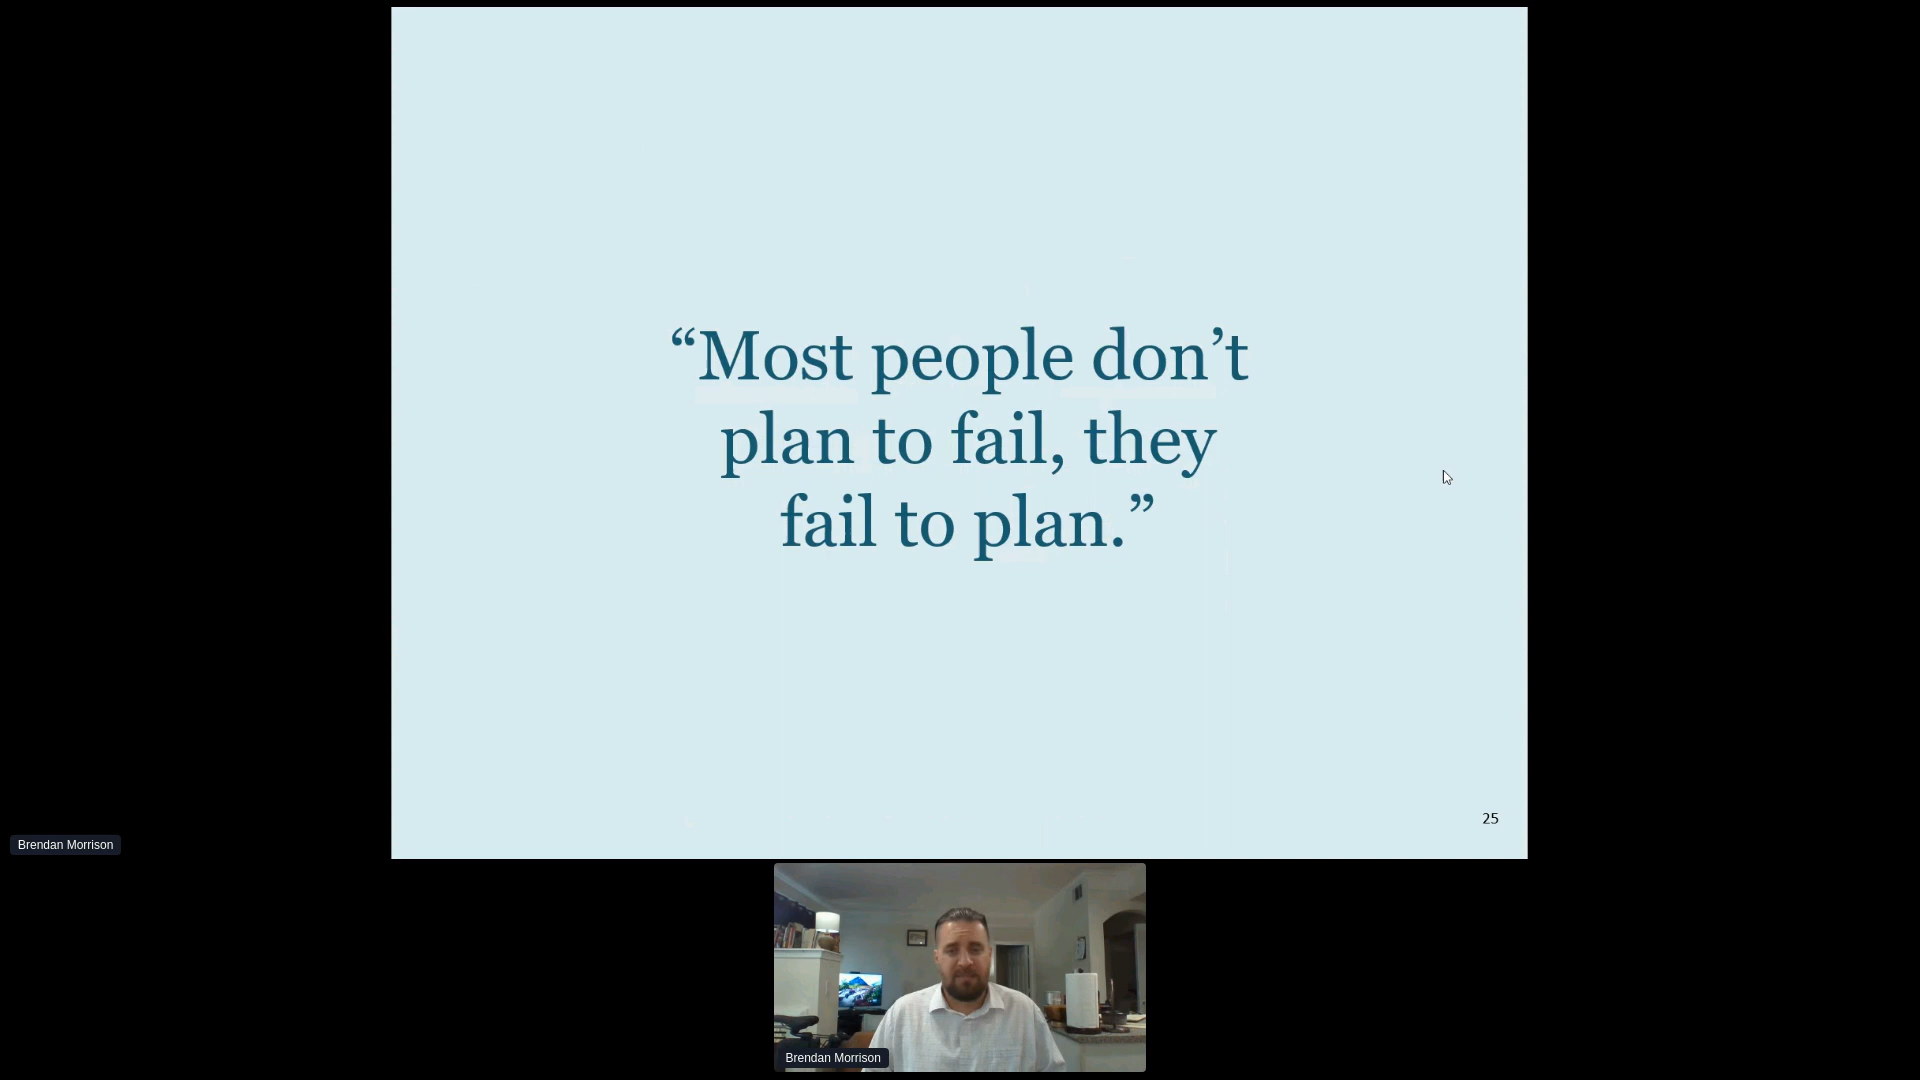 “Most people don’t
plan to fail, they
fail to plan.”
25
Brendan Morrison
Brendan Morrison